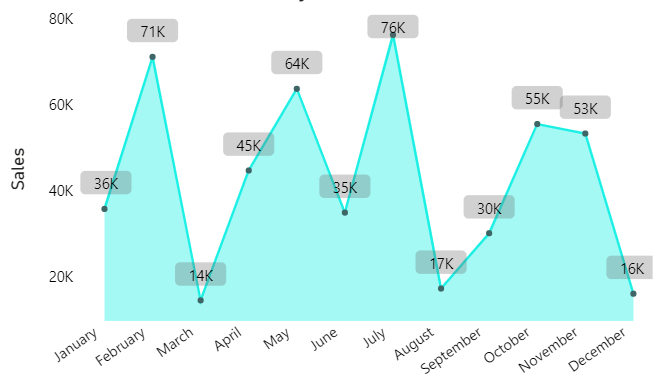 80K
60K
40K
20K
Sales
36K
71K
14K
45K
64K
35K
76K
17K
30K
55K
53K
16K
January
February
March
April
May
June
July
August
September
October
November
December